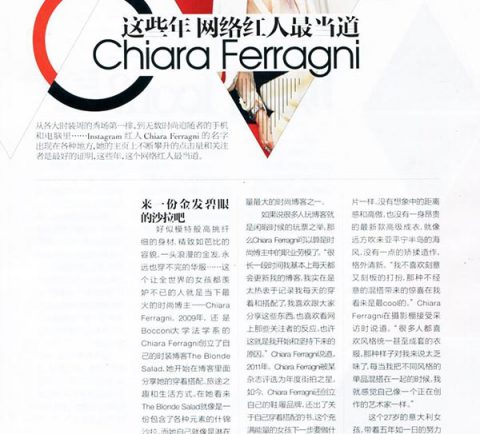 这些年 网络红人最当道
Chiara Ferragni
从各大时装周的秀场第一排，到无数时尚追随者的手机
和电脑里……Instagram 红人 Chiara Ferragni 的名字
出现在各种地方，她的主页上不断攀升的点击量和关注
者是最好的证明，这些年，这个网络红人最当道。
来一份金发碧眼
的沙拉吧
好似模特般高挑纤
细的身材，精致如芭比的
容貌，一头浪漫的金发，永
远也穿不完的华服……这
个让全世界的女孩都羡
妒不已的人就是当下最
火的时尚博主——Chiara
Ferragni。2009年，还是
Bocconi大学法学系的
Chiara Ferragni创立了自
己的时装博客The Blonde
Salad，她开始在博客里面
分享她的穿着搭配、旅途之
趣和生活方式。在她看来
The Blonde Salad就像是一
份包含了各种元素的什锦
沙拉，而她自己就像是混在
量最大的时尚博客之一。
如果说很多人玩博客就
是闲暇时候的玩票之举，那
么Chiara Ferragni可以算是时
尚博主中的职业劳模了。“很
长一段时间我基本上每天都
会更新我的博客，我实在是
太热衷于记录我每天的穿
着和搭配了，我喜欢跟大家
分享这些东西，也喜欢看网
上那些关注者的反应，也许
这就是我开始和坚持下来的
原因。”Chiara Ferragni说道。
2011年，Chiara Ferragni被某
杂志评选为年度街拍之星。
如今，Chiara Ferragni还创立
自己的鞋履品牌，还出了关
于自己穿着搭配的书，这个充
满能量的女孩下一步要做什
片一样，没有想象中的距离
感和高傲，也没有一身昂贵
的最新款高级成衣，就像
远方吹来亚平宁半岛的海
风，没有一点的矫揉造作，
格外清新。“我不喜欢刻意
又刻板的打扮，那种不经
意的混搭带来的惊喜在我
看来是最cool的。”Chiara
Ferragni在摄影棚接受采
访时说道。“很多人都喜
欢风格统一甚至成套的衣
服，那种样子对我来说太乏
味了，每当我把不同风格的
单品混搭在一起的时候，我
就感觉自己像一个正在创
作的艺术家一样。”
这个27岁的意大利女
孩，带着五年如一日的努力